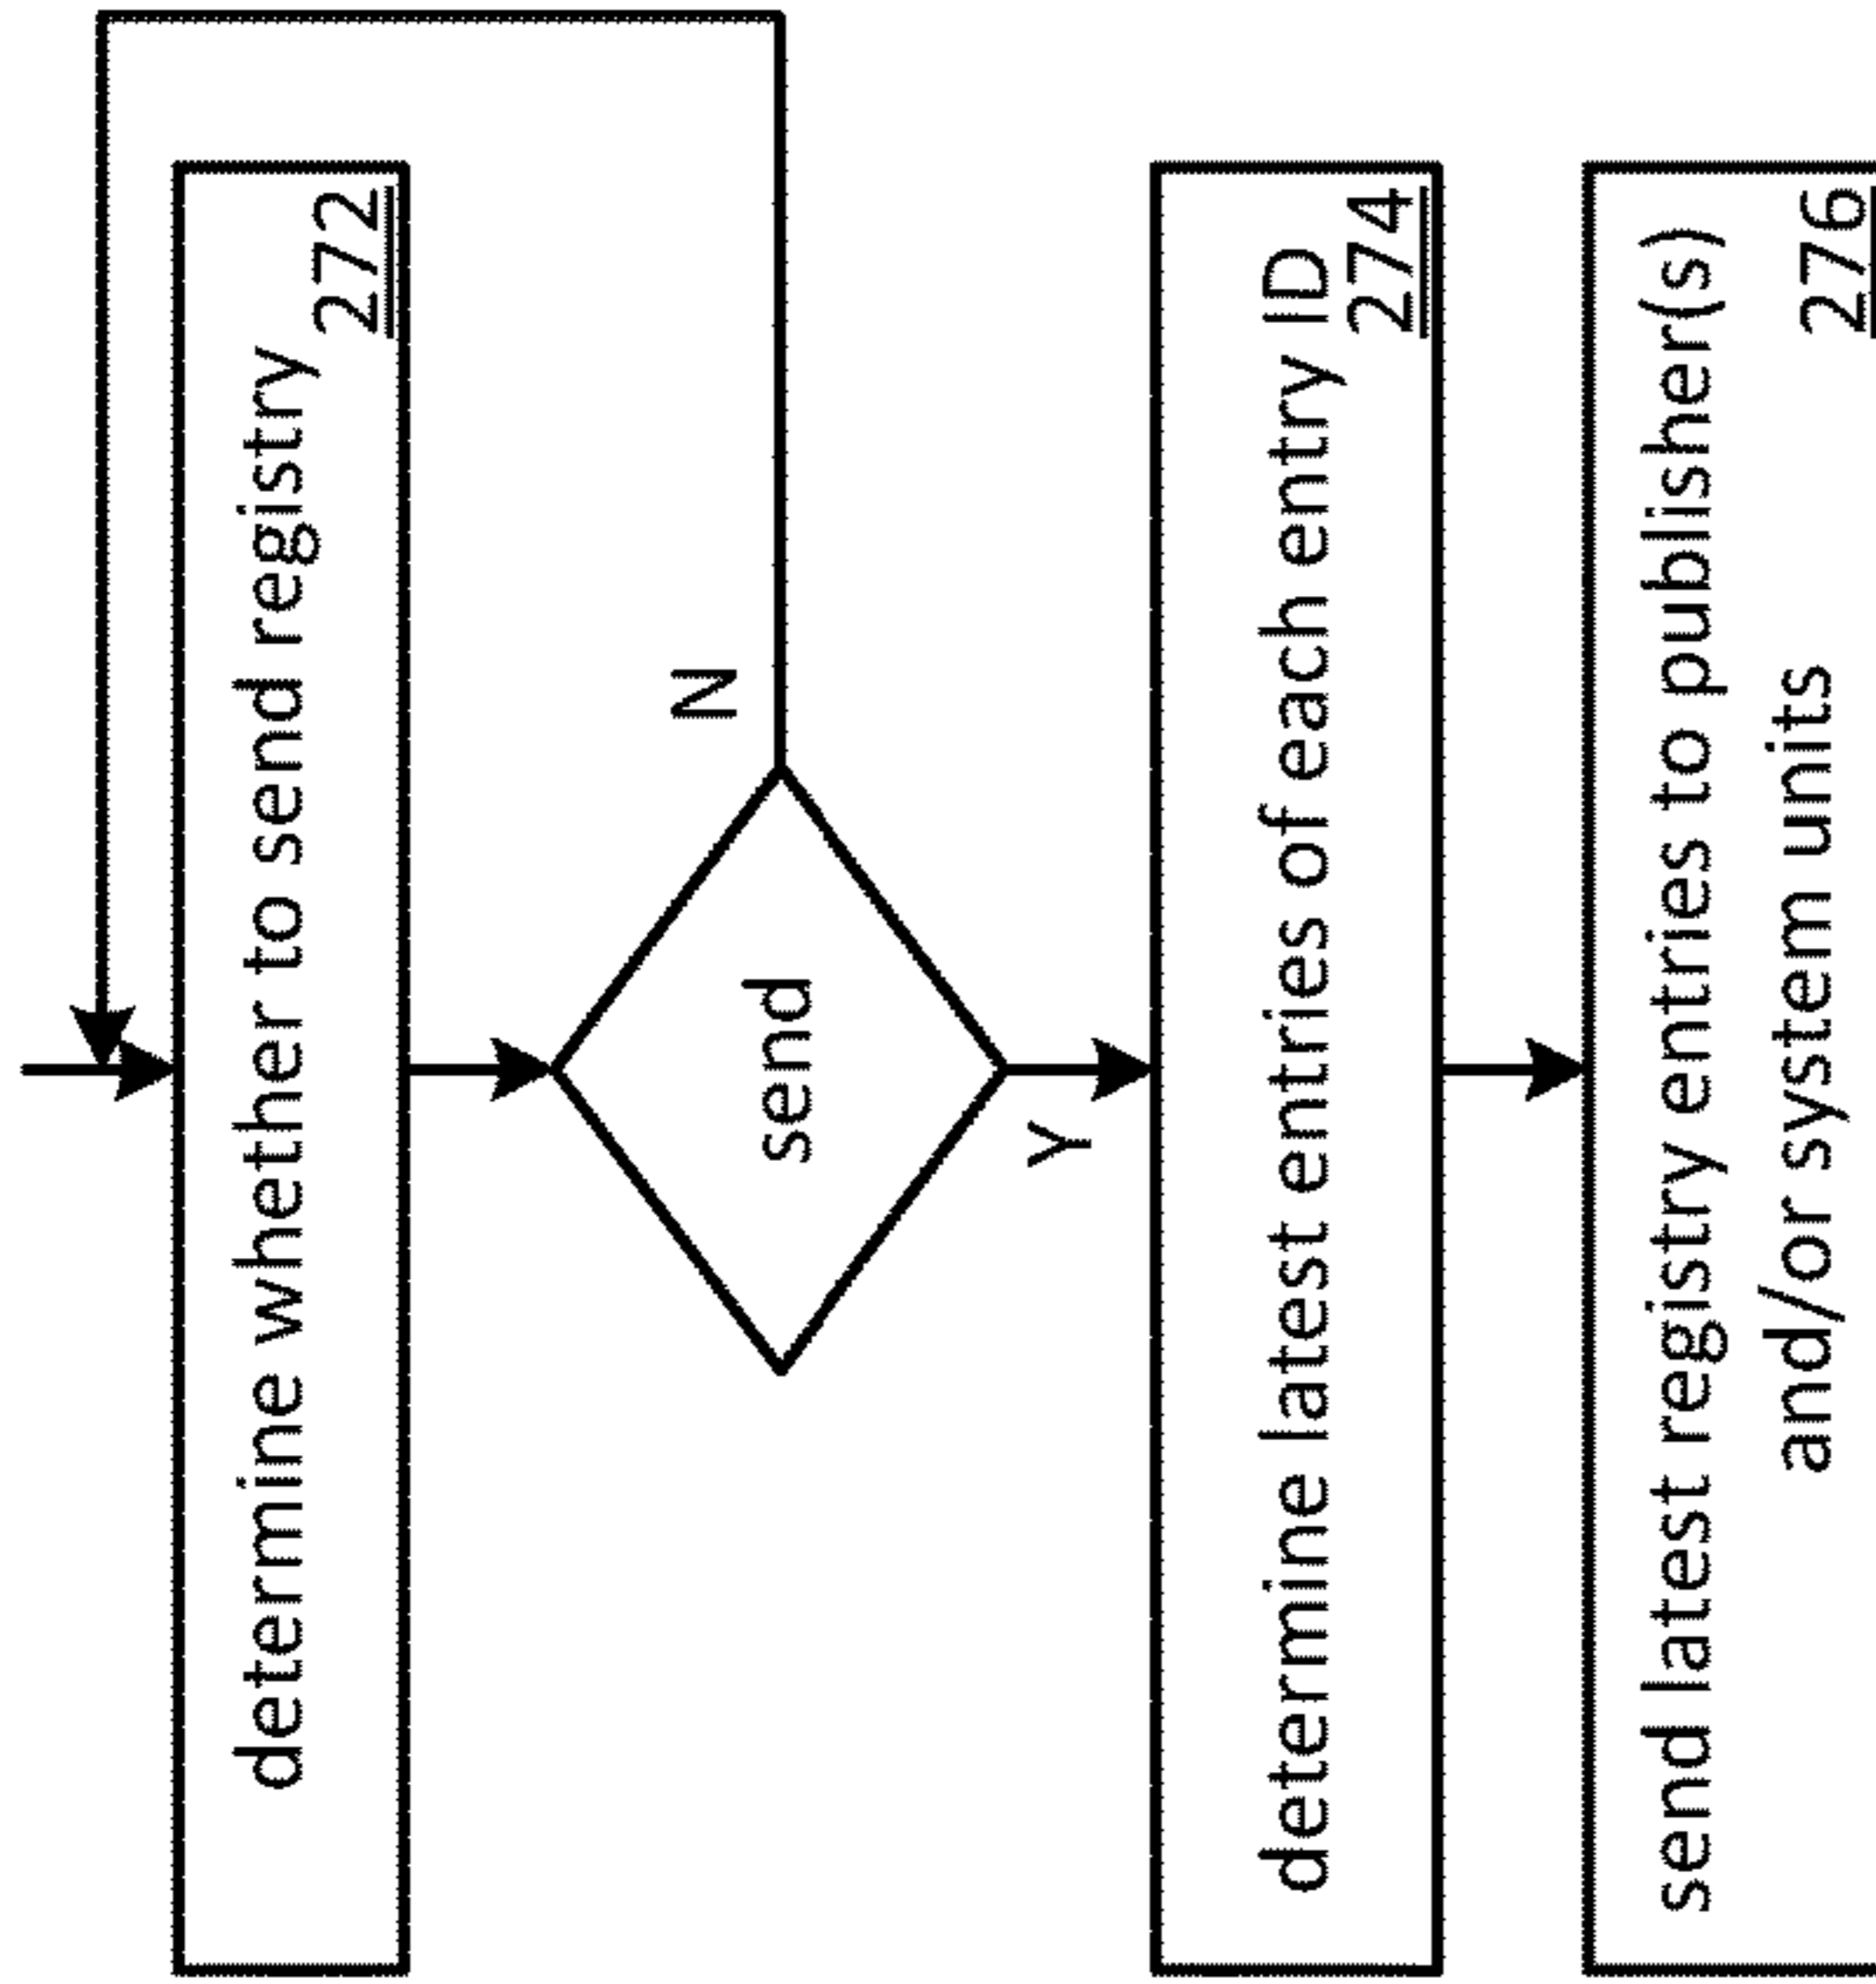 determine whether to send registry
272
send
N
Y
determine latest entries of each entry ID
274
send latest registry entries to publisher(s)
and/or system units
276